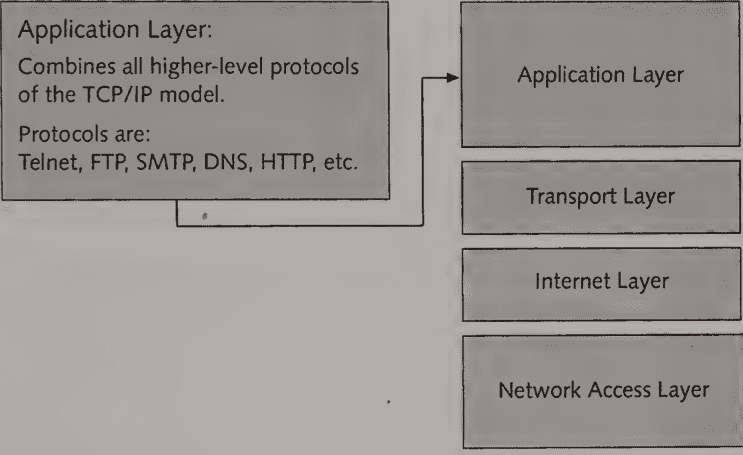 Application Layer:
Combines all higher-level protocols
of the TCP/IP model.
Protocols are:
Telnet, FTP, SMTP, DNS, HTTP, etc.
Application Layer
Transport Layer
Internet Layer
Network Access Layer